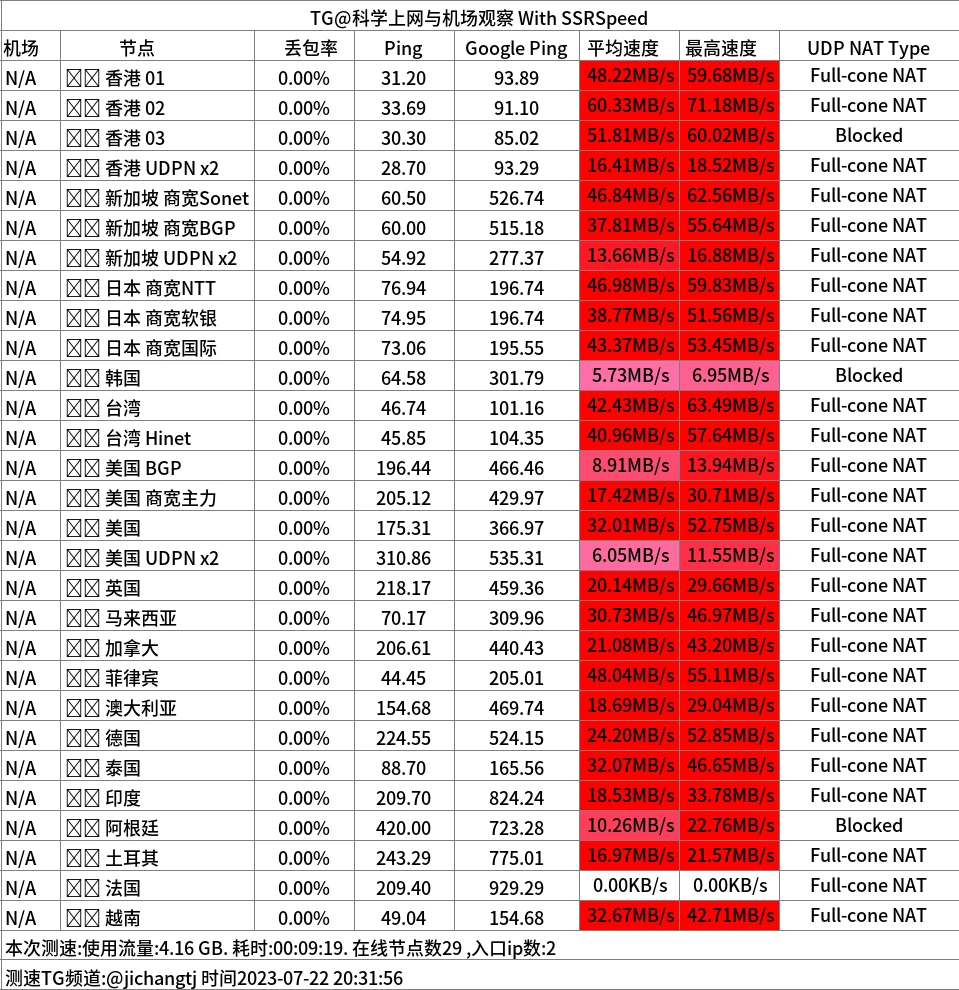 TG@科学上网与机场观察 With SSRSpeed
机场 节点 丢包率 Ping Google Ping 平均速度 最高速度 UDP NAT Type
N/A 香港 01 0.00% 31.20 93.89 48.22MB/s 59.68MB/s Full-cone NAT
N/A 香港 02 0.00% 33.69 91.10 60.33MB/s 71.18MB/s Full-cone NAT
N/A 香港 03 0.00% 30.30 85.02 51.81MB/s 60.02MB/s Blocked
N/A 香港 UDPN x2 0.00% 28.70 93.29 16.41MB/s 18.52MB/s Full-cone NAT
N/A 新加坡 商宽Sonet 0.00% 60.50 526.74 46.84MB/s 62.56MB/s Full-cone NAT
N/A 新加坡 商宽BGP 0.00% 60.00 515.18 37.81MB/s 55.64MB/s Full-cone NAT
N/A 新加坡 UDPN x2 0.00% 54.92 277.37 13.66MB/s 16.88MB/s Full-cone NAT
N/A 日本 商宽NTT 0.00% 76.94 196.74 46.98MB/s 59.83MB/s Full-cone NAT
N/A 日本 商宽软银 0.00% 74.95 196.74 38.77MB/s 51.56MB/s Full-cone NAT
N/A 日本 商宽国际 0.00% 73.06 195.55 43.37MB/s 53.45MB/s Full-cone NAT
N/A 韩国 0.00% 64.58 301.79 5.73MB/s 6.95MB/s Blocked
N/A 台湾 0.00% 46.74 101.16 42.43MB/s 63.49MB/s Full-cone NAT
N/A 台湾 Hinet 0.00% 45.85 104.35 40.96MB/s 57.64MB/s Full-cone NAT
N/A 美国 BGP 0.00% 196.44 466.46 8.91MB/s 13.94MB/s Full-cone NAT
N/A 美国 商宽主力 0.00% 205.12 429.97 17.42MB/s 30.71MB/s Full-cone NAT
N/A 美国 0.00% 175.31 366.97 32.01MB/s 52.75MB/s Full-cone NAT
N/A 美国 UDPN x2 0.00% 310.86 535.31 6.05MB/s 11.55MB/s Full-cone NAT
N/A 英国 0.00% 218.17 459.36 20.14MB/s 29.66MB/s Full-cone NAT
N/A 马来西亚 0.00% 70.17 309.96 30.73MB/s 46.97MB/s Full-cone NAT
N/A 加拿大 0.00% 206.61 440.43 21.08MB/s 43.20MB/s Full-cone NAT
N/A 菲律宾 0.00% 44.45 205.01 48.04MB/s 55.11MB/s Full-cone NAT
N/A 澳大利亚 0.00% 154.68 469.74 18.69MB/s 29.04MB/s Full-cone NAT
N/A 德国 0.00% 224.55 524.15 24.20MB/s 52.85MB/s Full-cone NAT
N/A 泰国 0.00% 88.70 165.56 32.07MB/s 46.65MB/s Full-cone NAT
N/A 印度 0.00% 209.70 824.24 18.53MB/s 33.78MB/s Full-cone NAT
N/A 阿根廷 0.00% 420.00 723.28 10.26MB/s 22.76MB/s Blocked
N/A 土耳其 0.00% 243.29 775.01 16.97MB/s 21.57MB/s Full-cone NAT
N/A 法国 0.00% 209.40 929.29 0.00KB/s 0.00KB/s Full-cone NAT
N/A 越南 0.00% 49.04 154.68 32.67MB/s 42.71MB/s Full-cone NAT
本次测速:使用流量:4.16 GB. 耗时:00:09:19. 在线节点数29 ,入口ip数:2
测速TG频道:@jichangtj 时间2023-07-22 20:31:56